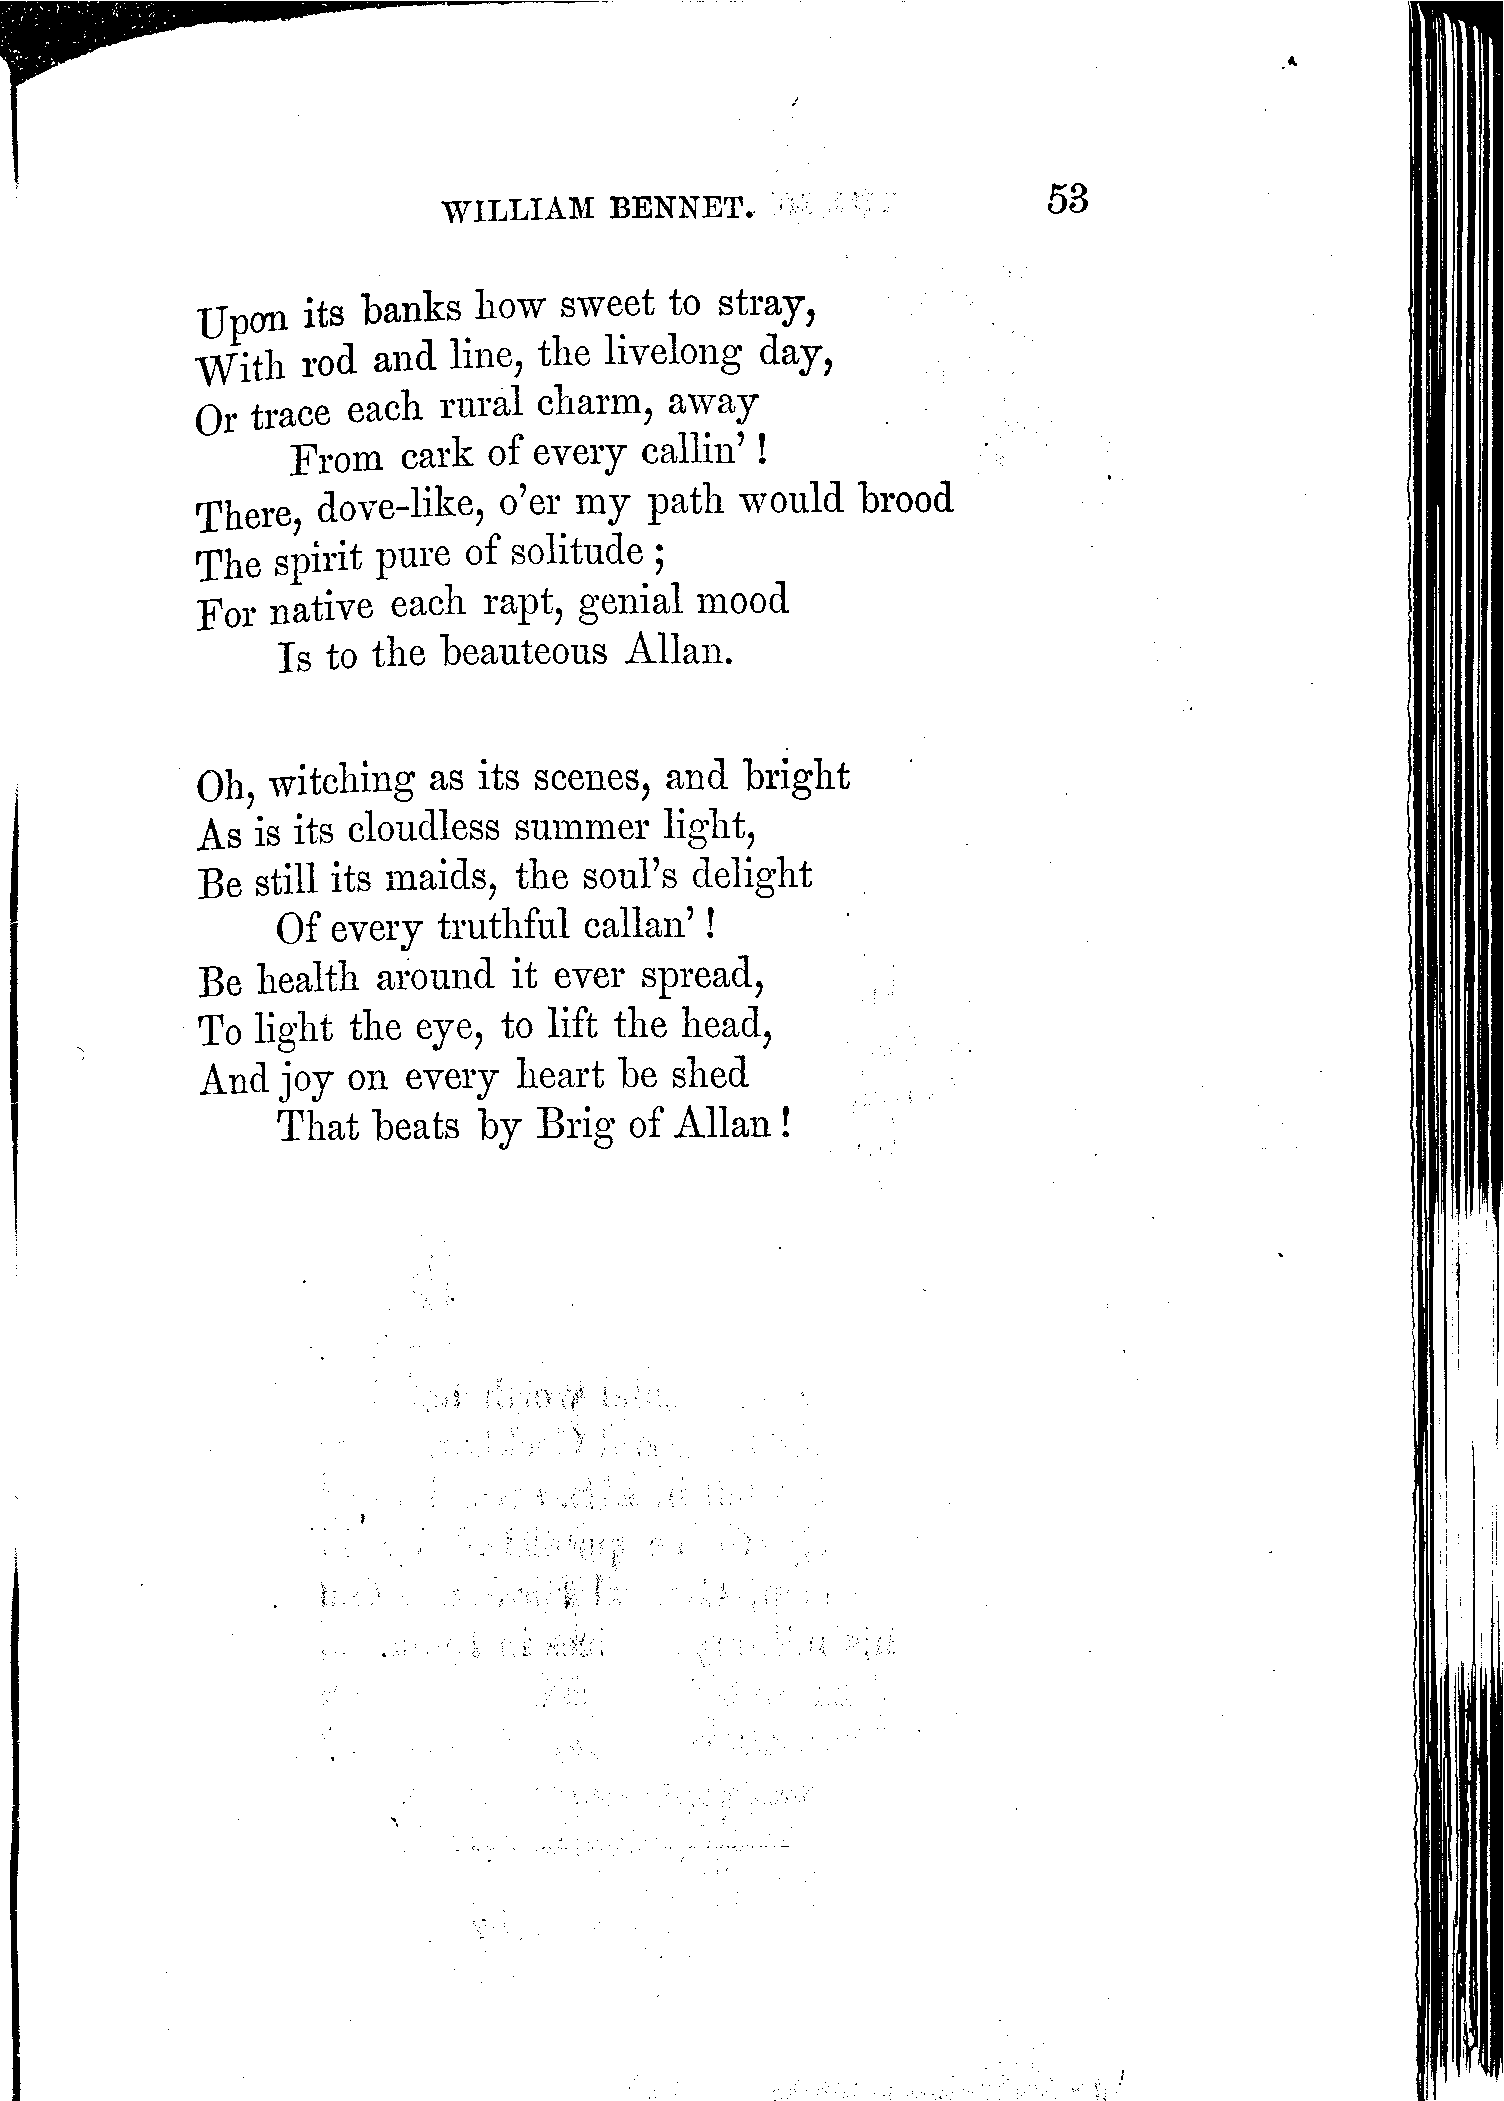 WILLIAM BENNET. 53
Upon its banks how sweet to stray,
With rod and line, the livelong day,
Or trace each rural charm, away
From cark of every callin' !
There, dove-like, o'er my path would brood
The spirit pure of solitude ;
For native each rapt, genial mood
Is to the beauteous Allan.
Oh, witching as its scenes, and bright
As is its cloudless summer light,
Be still its maids, the soul's delight
Of every truthful callan' !
Be health around it ever spread,
To light the eye, to lift the head,
And joy on every heart be shed
That beats by Brig of Allan !